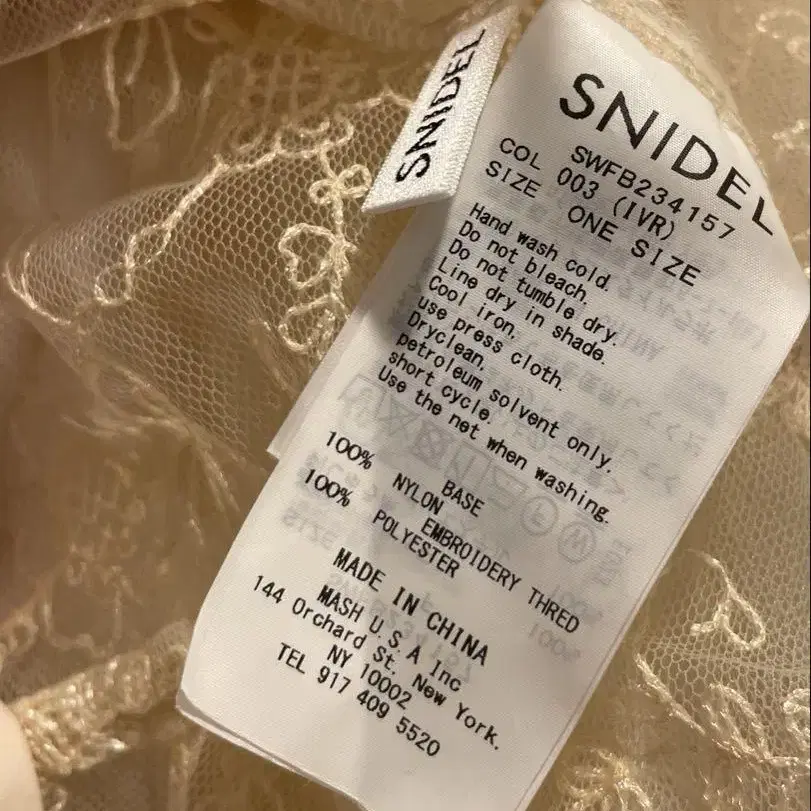 SNIDEL
SNIDEL
SWFB234157
COL 003 (IVR)
SIZE ONE SIZE
Hand wash cold.
Do not bleach.
Do not tumble dry.
Line dry in shade.
Cool iron,
use press cloth.
Dryclean,
petroleum solvent only,
short cycle.
Use the net when washing.
BASE
100% NYLON
EMBROIDERY THRED
100% POLYESTER
MADE IN CHINA
MASH U.S.A Inc
144 Orchard St. New York.
NY 10002
TEL 917 409 5520